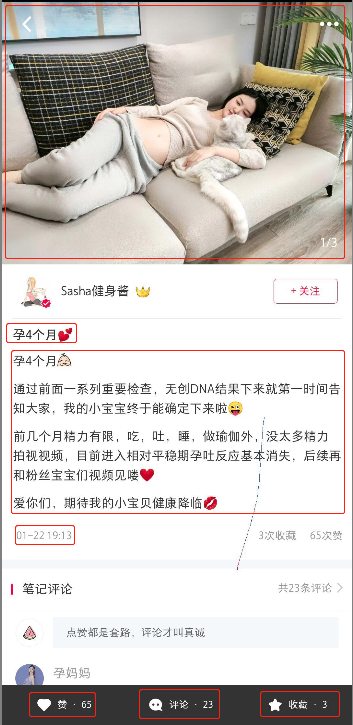 1/3
Sasha健身酱
+ 关注
孕4个月
孕4个月
通过前面一系列重要检查，无创DNA结果下来就第一时间告
知大家，我的小宝宝终于能确定下来啦
前几个月精力有限，吃，吐，睡，做瑜伽外，没太多精力
拍视视频，目前进入相对平稳期孕吐反应基本消失，后续再
和粉丝宝宝们视频见喽
爱你们，期待我的小宝贝健康降临
01-22 19:13
3次收藏
65次赞
笔记评论
共23条评论
点赞都是套路，评论才叫真诚
孕妈妈
赞 · 65
评论 · 23
收藏 · 3